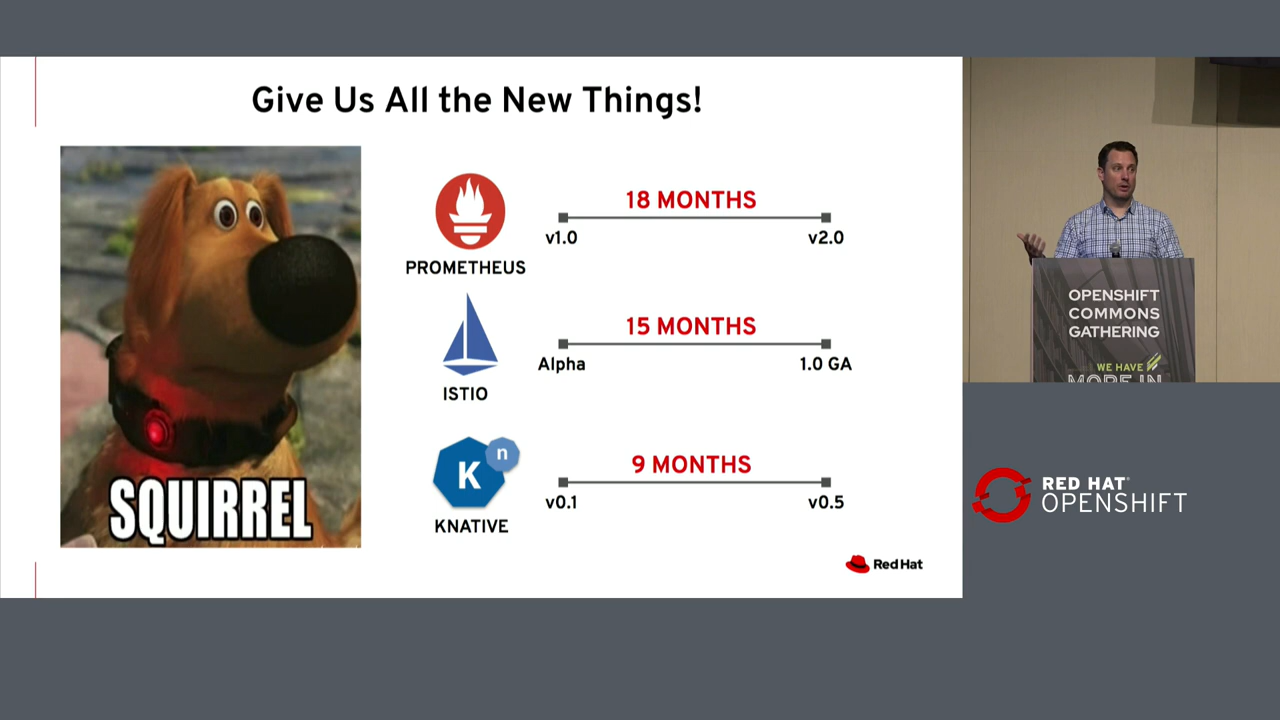 Give Us All the New Things!
SQUIRREL
18 MONTHS
v1.0
v2.0
PROMETHEUS
15 MONTHS
Alpha
1.0 GA
ISTIO
K
n
9 MONTHS
v0.1
v0.5
KNATIVE
Red Hat
OPENSHIFT
COMMONS
GATHERING
WE HAVE
MORE IN
RED HAT®
OPENSHIFT